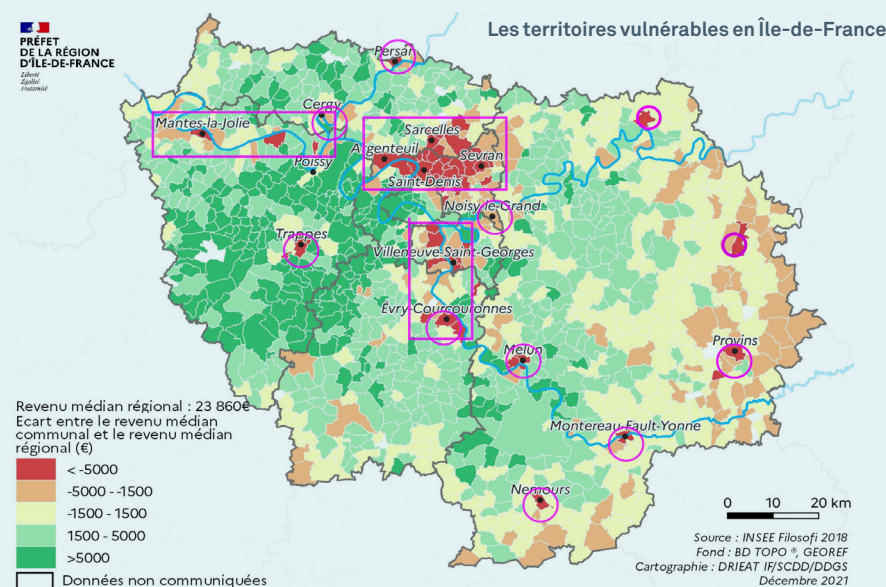 Les territoires vulnérables en Île-de-France
PRÉFET
DE LA RÉGION
D'ÎLE-DE-FRANCE
Liberté
Égalité
Fraternité
Persan
Cergy
Mantes-la-Jolie
Sarcelles
Argenteuil
Sevran
Poissy
Saint-Denis
Noisy-le-Grand
Trappes
Villeneuve-Saint-Georges
Évry-Courcouronnes
Melun
Provins
Montereau-Fault-Yonne
Nemours
Revenu médian régional : 23 860€
Ecart entre le revenu médian
communal et le revenu médian
régional (€)
< -5000
-5000 - -1500
-1500 - 1500
1500 - 5000
>5000
Données non communiquées
0 10 20 km
Source : INSEE Filosofi 2018
Fond : BD TOPO ®, GEOREF
Cartographie : DRIEAT IF/SCDD/DDGS
Décembre 2021